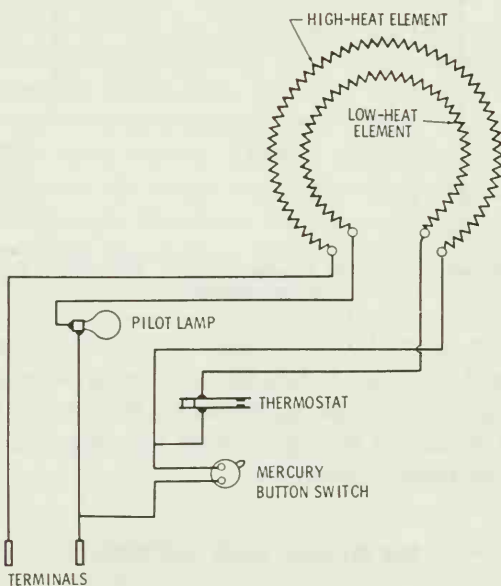 HIGH-HEAT ELEMENT
LOW-HEAT
ELEMENT
PILOT LAMP
THERMOSTAT
MERCURY
BUTTON SWITCH
TERMINALS